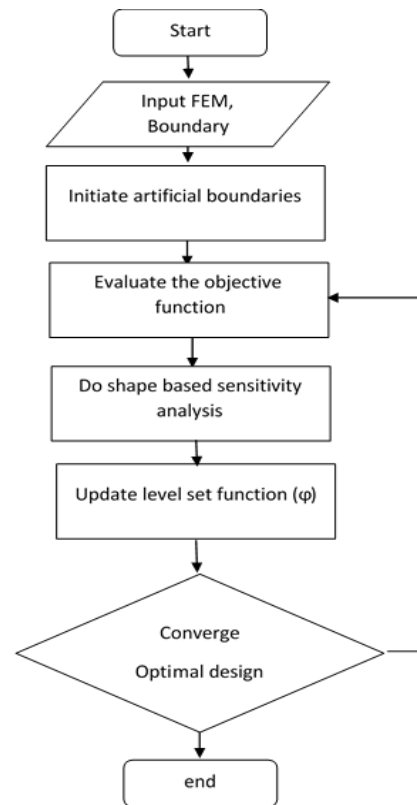 Start
Input FEM,
Boundary
Initiate artificial boundaries
Evaluate the objective
function
Do shape based sensitivity
analysis
Update level set function (φ)
Converge
Optimal design
end